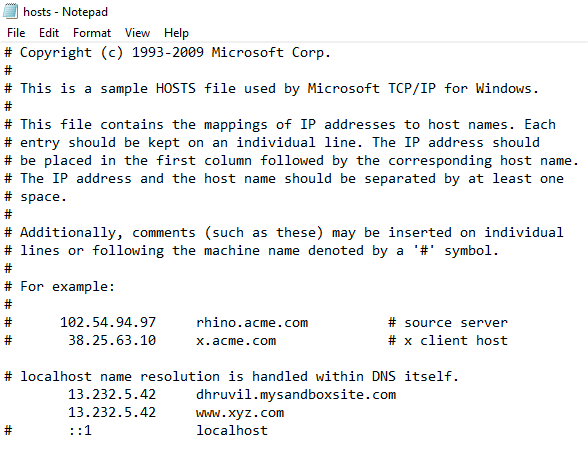 hosts - Notepad
File Edit Format View Help
# Copyright (c) 1993-2009 Microsoft Corp.
#
# This is a sample HOSTS file used by Microsoft TCP/IP for Windows.
#
# This file contains the mappings of IP addresses to host names. Each
# entry should be kept on an individual line. The IP address should
# be placed in the first column followed by the corresponding host name.
# The IP address and the host name should be separated by at least one
# space.
#
# Additionally, comments (such as these) may be inserted on individual
# lines or following the machine name denoted by a '#' symbol.
#
# For example:
#
#      102.54.94.97     rhino.acme.com          # source server
#       38.25.63.10     x.acme.com              # x client host

# localhost name resolution is handled within DNS itself.
        13.232.5.42     dhruvil.mysandboxsite.com
        13.232.5.42     www.xyz.com
#       ::1             localhost